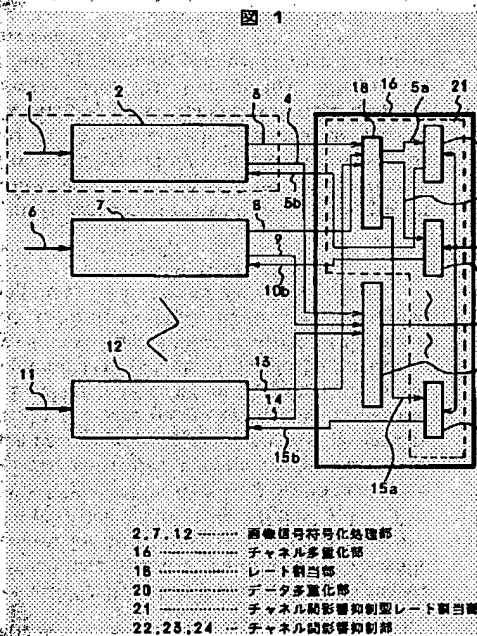 図 1
18 16 5a 21
1 2 3 4
5b
6 7 8
9
10b
11 12 13
14
15b 15a
2,7,12 ……… 画像信号符号化処理部
16 ………… チャネル多重化部
18 ………… レート割当部
20 ………… データ多重化部
21 ………… チャネル間影響抑制型レート割当部
22,23,24 … チャネル間影響抑制部